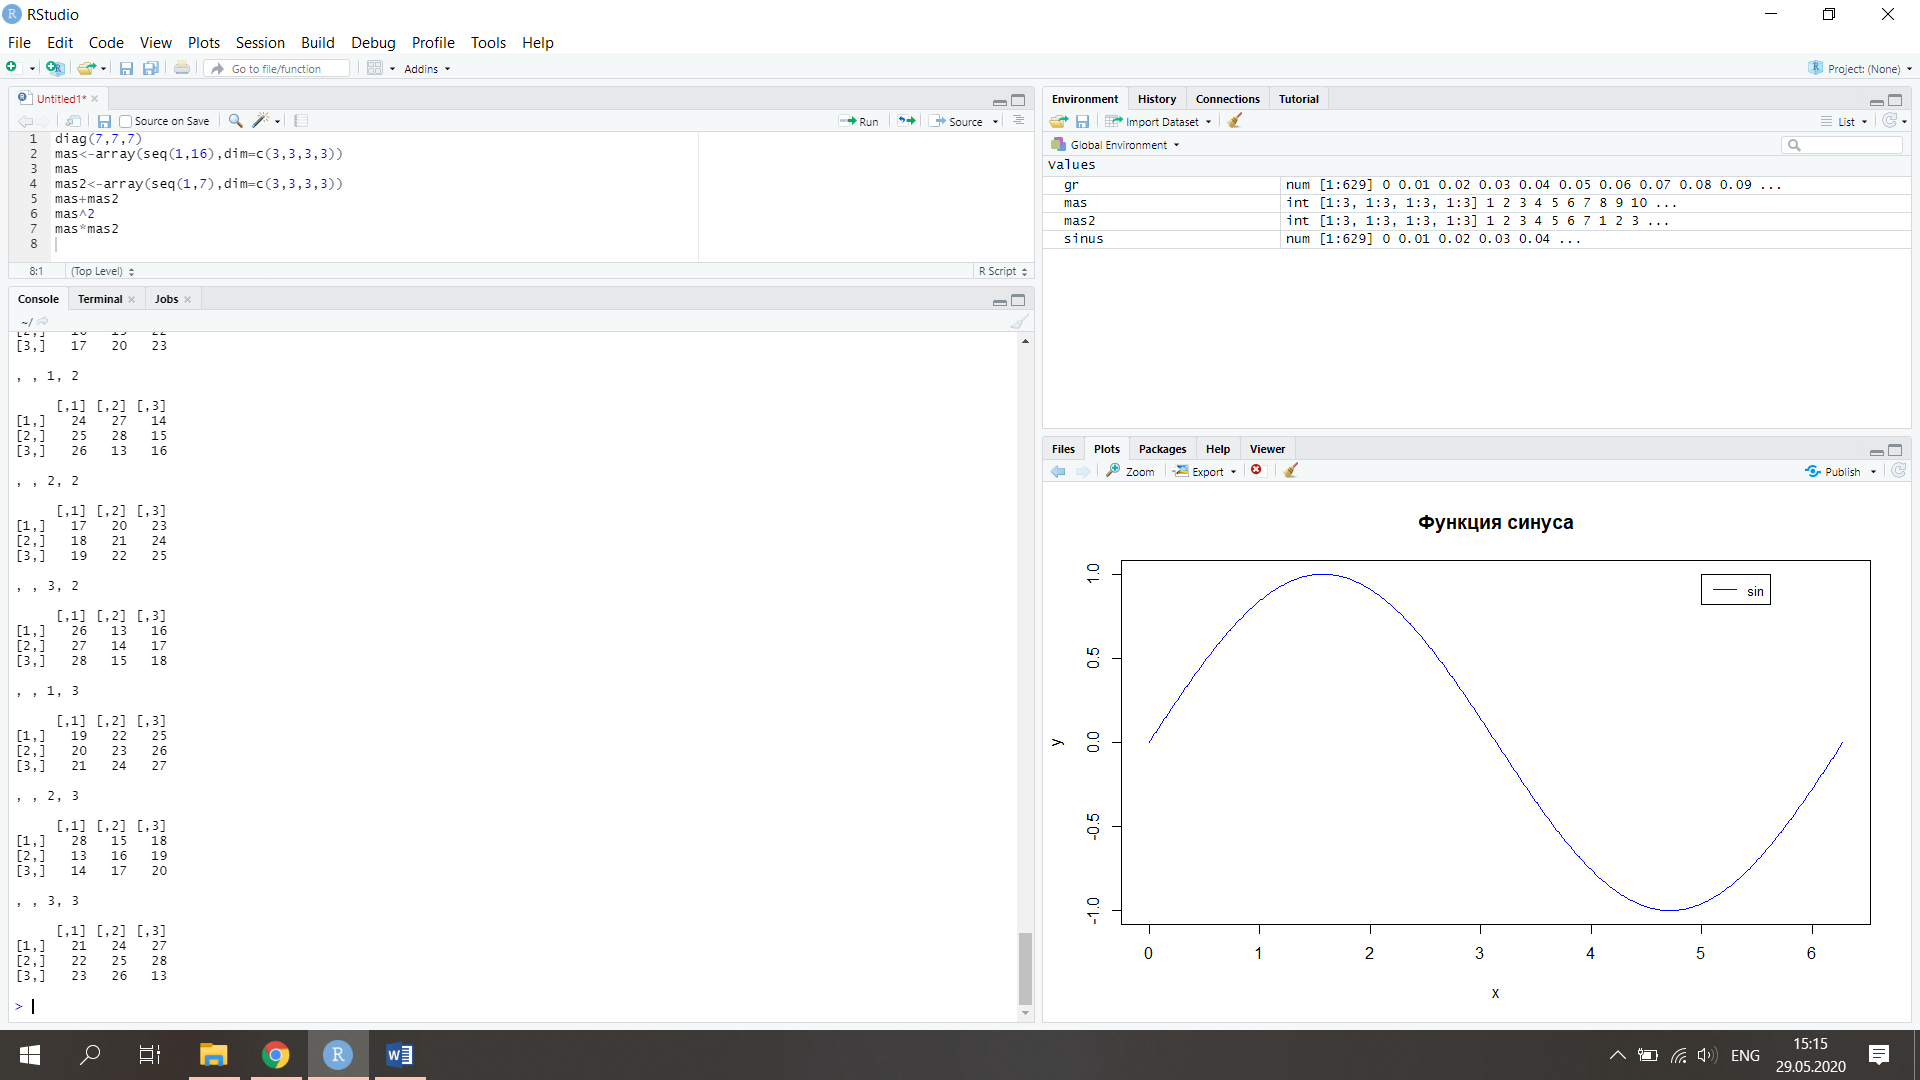 RStudio
File Edit Code View Plots Session Build Debug Profile Tools Help
Go to file/function Addins Project: (None)
Untitled1*
Source on Save Run Source
1 diag(7,7,7)
2 mas<-array(seq(1,16),dim=c(3,3,3,3))
3 mas
4 mas2<-array(seq(1,7),dim=c(3,3,3,3))
5 mas+mas2
6 mas^2
7 mas*mas2
8
8:1 (Top Level) R Script
Console Terminal Jobs
~/
[2,] 16 19 22
[3,] 17 20 23
, , 1, 2
[,1] [,2] [,3]
[1,] 24 27 14
[2,] 25 28 15
[3,] 26 13 16
, , 2, 2
[,1] [,2] [,3]
[1,] 17 20 23
[2,] 18 21 24
[3,] 19 22 25
, , 3, 2
[,1] [,2] [,3]
[1,] 26 13 16
[2,] 27 14 17
[3,] 28 15 18
, , 1, 3
[,1] [,2] [,3]
[1,] 19 22 25
[2,] 20 23 26
[3,] 21 24 27
, , 2, 3
[,1] [,2] [,3]
[1,] 28 15 18
[2,] 13 16 19
[3,] 14 17 20
, , 3, 3
[,1] [,2] [,3]
[1,] 21 24 27
[2,] 22 25 28
[3,] 23 26 13
>
Environment History Connections Tutorial
Import Dataset List
Global Environment
Values
gr num [1:629] 0 0.01 0.02 0.03 0.04 0.05 0.06 0.07 0.08 0.09 ...
mas int [1:3, 1:3, 1:3, 1:3] 1 2 3 4 5 6 7 8 9 10 ...
mas2 int [1:3, 1:3, 1:3, 1:3] 1 2 3 4 5 6 7 1 2 3 ...
sinus num [1:629] 0 0.01 0.02 0.03 0.04 ...
Files Plots Packages Help Viewer
Zoom Export Publish
Функция синуса
sin
1.0
0.5
0.0
-0.5
-1.0
y
0 1 2 3 4 5 6
x
ENG
15:15
29.05.2020